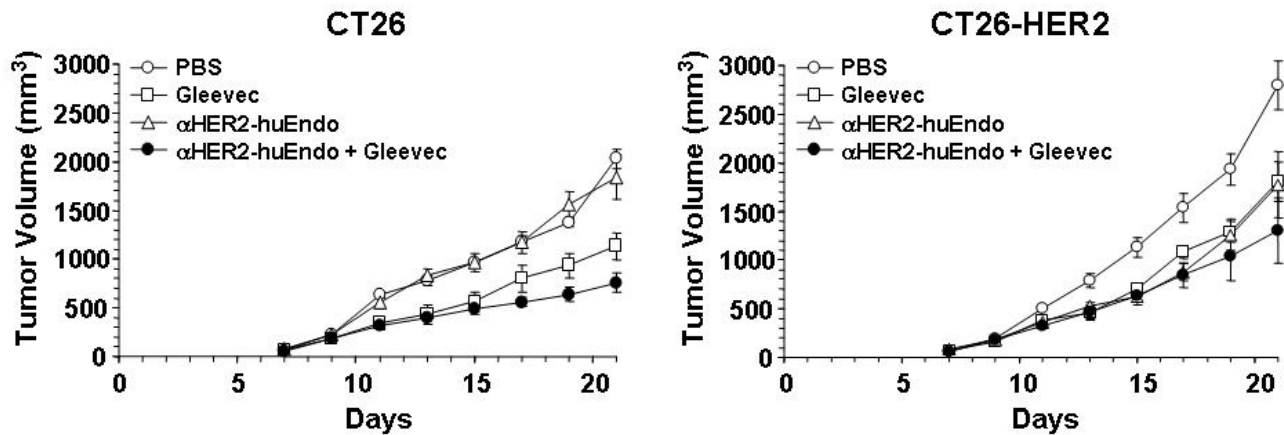 CT26
Tumor Volume (mm³)
3000
2500
2000
1500
1000
500
0
PBS
Gleevec
αHER2-huEndo
αHER2-huEndo + Gleevec
0 5 10 15 20
Days
CT26-HER2
Tumor Volume (mm³)
3000
2500
2000
1500
1000
500
0
PBS
Gleevec
αHER2-huEndo
αHER2-huEndo + Gleevec
0 5 10 15 20
Days